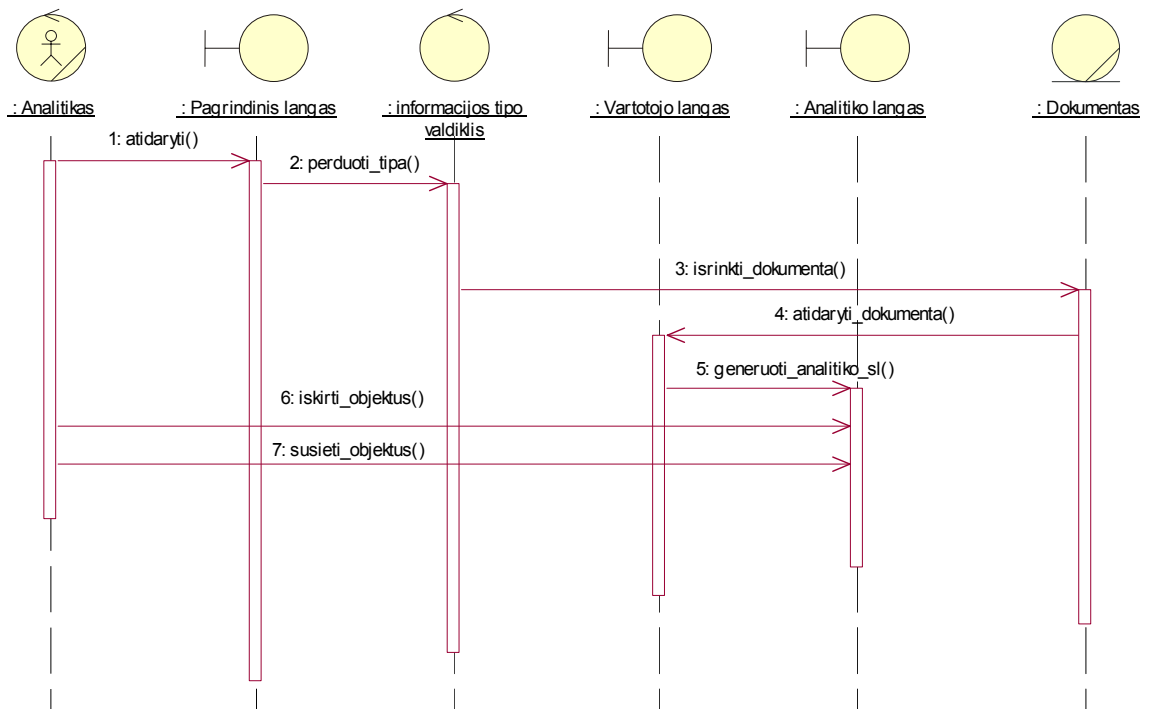 : Analitikas
: Pagrindinis langas
: informacijos tipo
valdiklis
: Vartotojo langas
: Analitiko langas
: Dokumentas
1: atidaryti()
2: perduoti_tipa()
3: isrinkti_dokumenta()
4: atidaryti_dokumenta()
5: generuoti_analitiko_sl()
6: iskirti_objektus()
7: susieti_objektus()